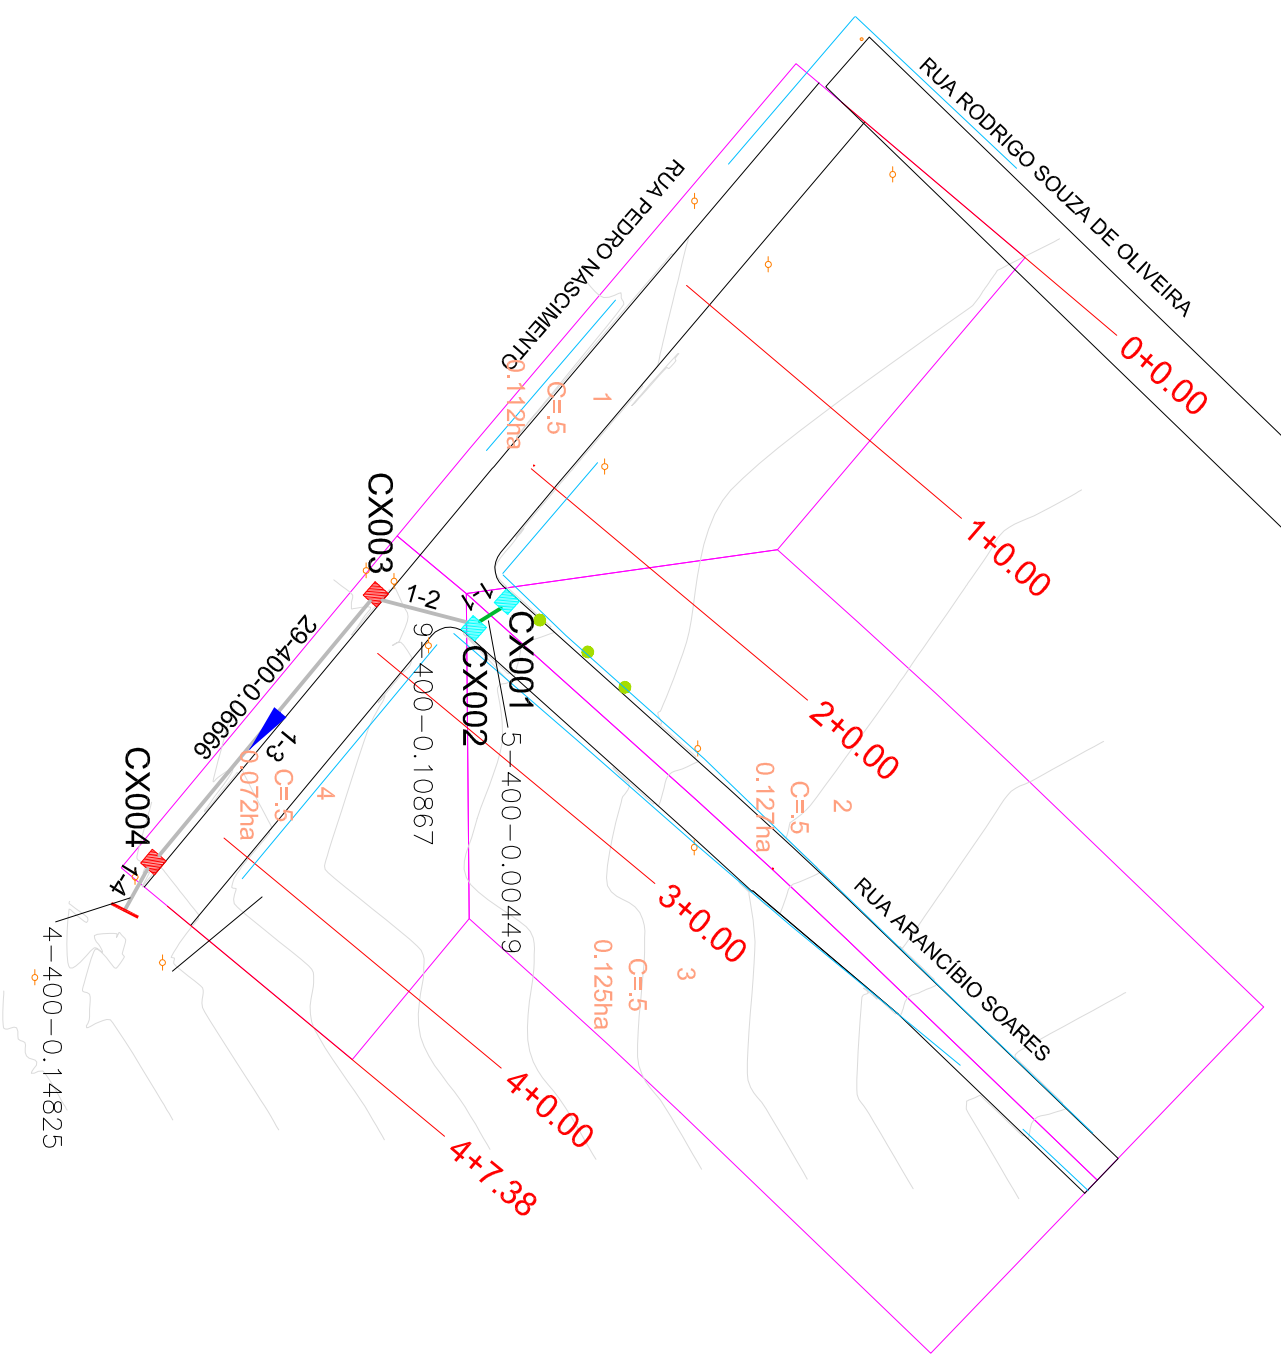 RUA RODRIGO SOUZA DE OLIVEIRA
RUA PEDRO NASCIMENTO
0+0.00
1
C=.5
0.112ha
1+0.00
CX003
1-2
1-1
CX001
CX002
29-400-0.06666
9-400-0.10867
5-400-0.00449
2+0.00
2
C=.5
0.127ha
1-3
4
C=.5
0.072ha
CX004
1-4
3+0.00
RUA ARANCÍBIO SOARES
3
C=.5
0.125ha
4-400-0.14825
4+0.00
4+7.38